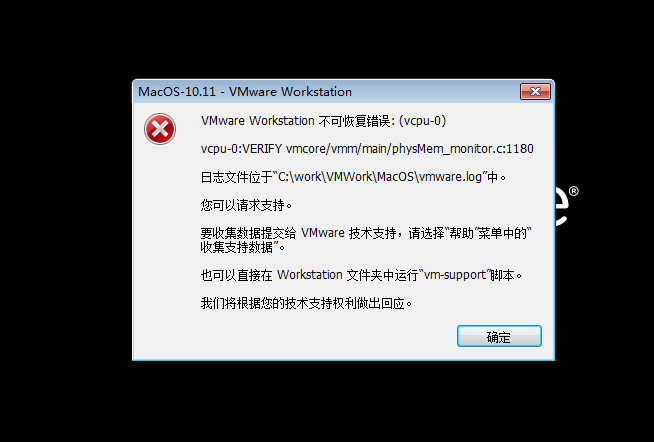 MacOS-10.11 - VMware Workstation
VMware Workstation 不可恢复错误: (vcpu-0)
vcpu-0:VERIFY vmcore/vmm/main/physMem_monitor.c:1180
日志文件位于“C:\work\VMWork\MacOS\vmware.log”中。
您可以请求支持。
要收集数据提交给 VMware 技术支持，请选择“帮助”菜单中的“
收集支持数据”。
也可以直接在 Workstation 文件夹中运行“vm-support”脚本。
我们将根据您的技术支持权利做出回应。
e®
确定